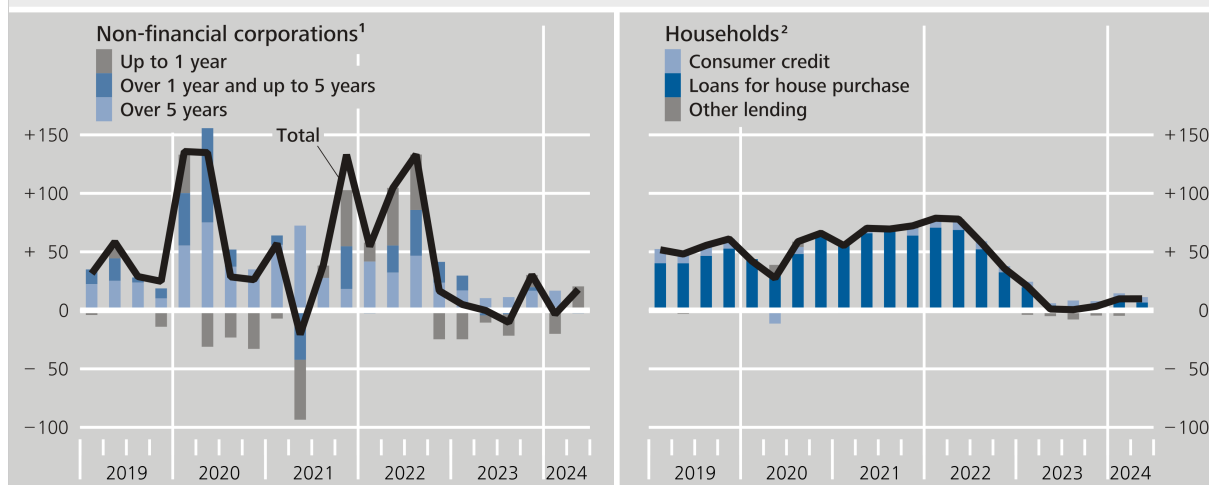 Non-financial corporations¹
Up to 1 year
Over 1 year and up to 5 years
Over 5 years
Total
+150
+100
+ 50
0
− 50
−100
2019 2020 2021 2022 2023 2024
Households²
Consumer credit
Loans for house purchase
Other lending
+150
+100
+ 50
0
− 50
−100
2019 2020 2021 2022 2023 2024